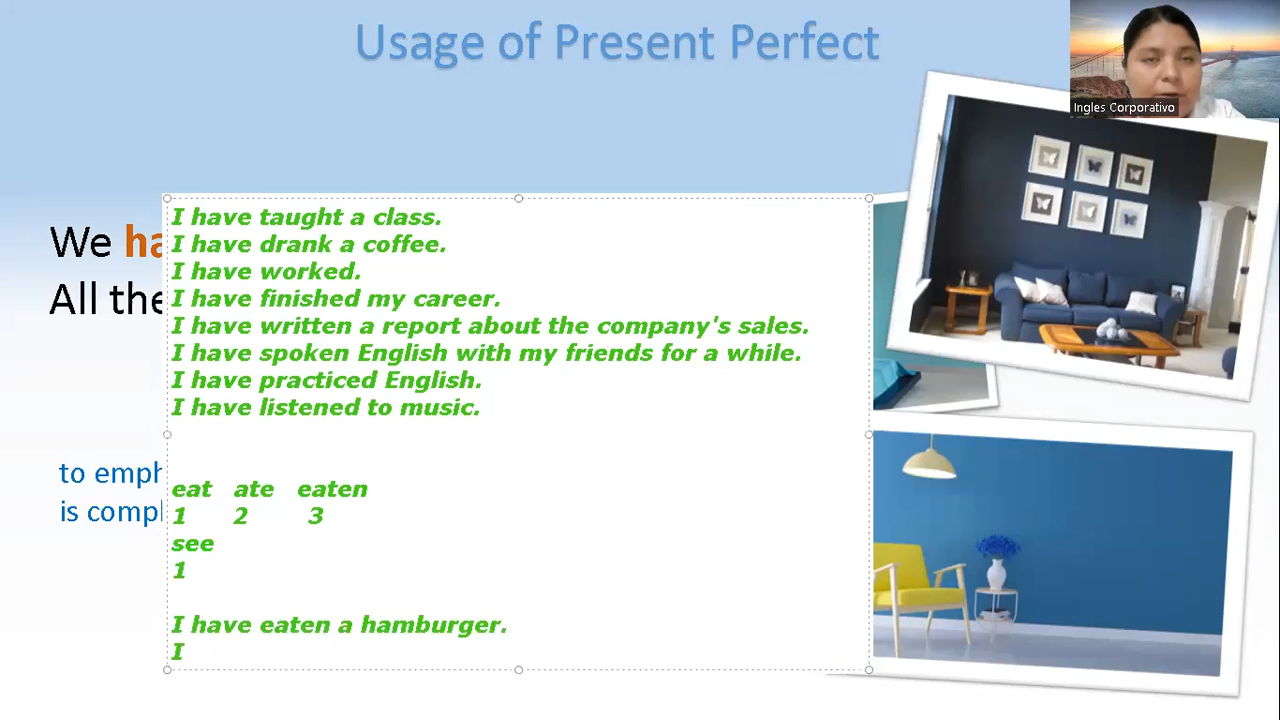 Usage of Present Perfect
Ingles Corporativo
We ha
All the
I have taught a class.
I have drank a coffee.
I have worked.
I have finished my career.
I have written a report about the company's sales.
I have spoken English with my friends for a while.
I have practiced English.
I have listened to music.
to emph
is compl
eat ate eaten
1 2 3
see
1
I have eaten a hamburger.
I